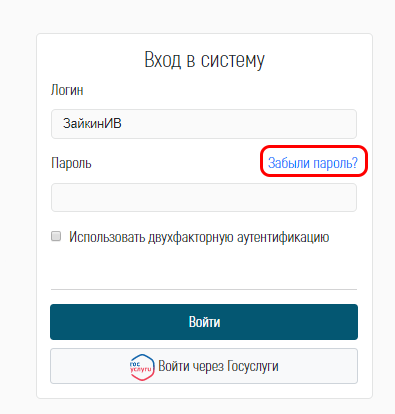 Вход в систему
Логин
ЗайкинИВ
Пароль Забыли пароль?
Использовать двухфакторную аутентификацию
Войти
гос услуги Войти через Госуслуги